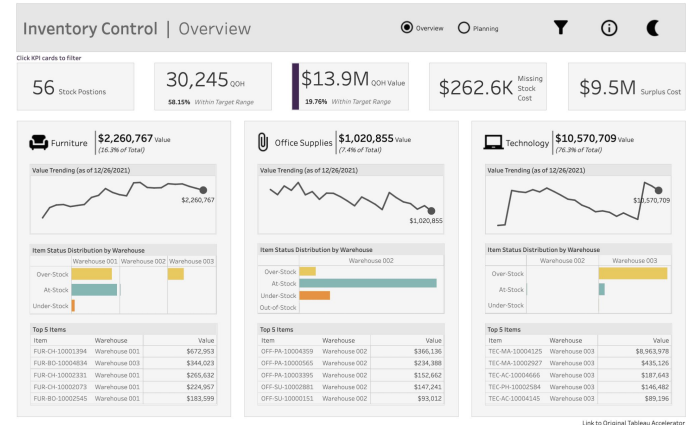 Inventory Control | Overview
Overview
Planning
Click KPI cards to filter
56 Stock Postions
30,245 QOH
58.15% Within Target Range
$13.9M QOH Value
19.76% Within Target Range
$262.6K Missing Stock Cost
$9.5M Surplus Cost
Furniture
$2,260,767 Value
(16.3% of Total)
Value Trending (as of 12/26/2021)
$2,260,767
Item Status Distribution by Warehouse
Warehouse 001 Warehouse 002 Warehouse 003
Over-Stock
At-Stock
Under-Stock
Top 5 Items
Item Warehouse Value
FUR-CH-10001394 Warehouse 001 $672,953
FUR-BO-10004834 Warehouse 003 $344,023
FUR-CH-10002331 Warehouse 001 $265,632
FUR-CH-10002073 Warehouse 001 $224,957
FUR-BO-10002545 Warehouse 001 $183,599
Office Supplies
$1,020,855 Value
(7.4% of Total)
Value Trending (as of 12/26/2021)
$1,020,855
Item Status Distribution by Warehouse
Warehouse 002
Over-Stock
At-Stock
Under-Stock
Out-of-Stock
Top 5 Items
Item Warehouse Value
OFF-PA-10004359 Warehouse 002 $366,136
OFF-PA-10000565 Warehouse 002 $234,388
OFF-PA-10003395 Warehouse 002 $152,662
OFF-SU-10002881 Warehouse 002 $147,241
OFF-SU-10000151 Warehouse 002 $93,012
Technology
$10,570,709 Value
(76.3% of Total)
Value Trending (as of 12/26/2021)
$10,570,709
Item Status Distribution by Warehouse
Warehouse 002 Warehouse 003
Over-Stock
At-Stock
Under-Stock
Top 5 Items
Item Warehouse Value
TEC-MA-10004125 Warehouse 003 $8,963,978
TEC-MA-10002927 Warehouse 003 $435,126
TEC-AC-10004666 Warehouse 003 $187,643
TEC-PH-10002584 Warehouse 003 $146,482
TEC-AC-10004145 Warehouse 003 $89,196
Link to Original Tableau Accelerator